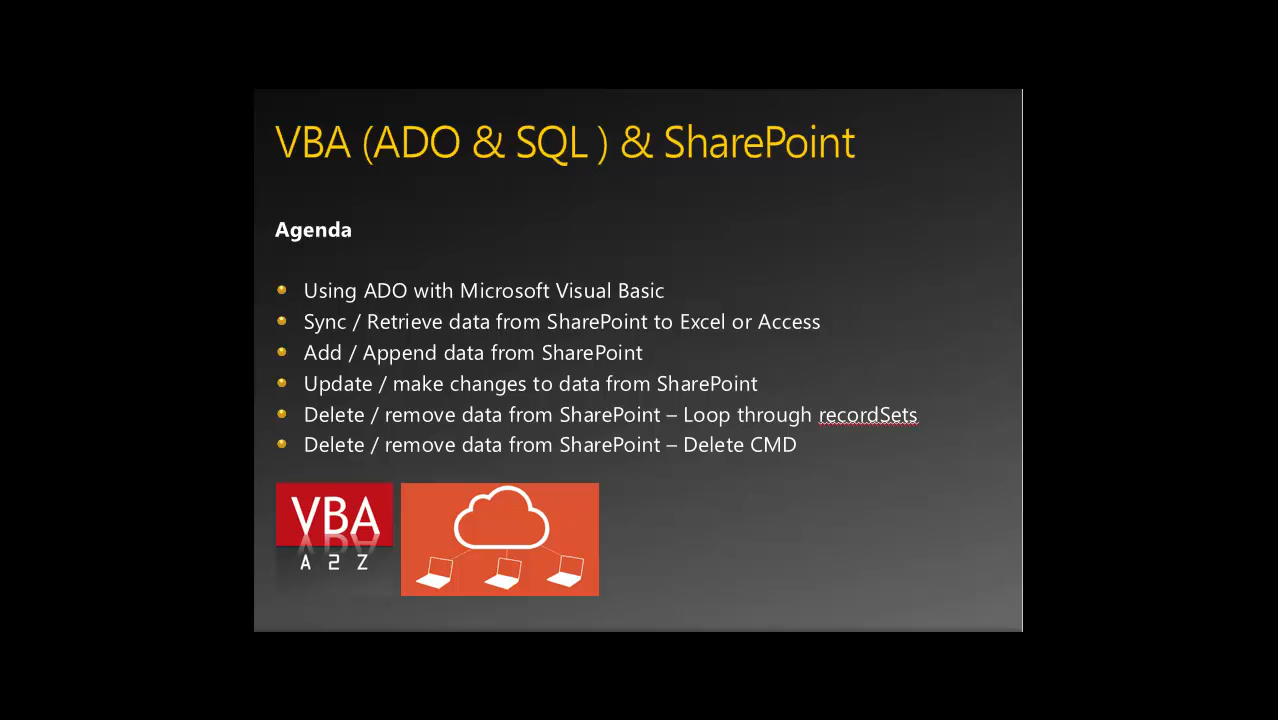 VBA (ADO & SQL ) & SharePoint
Agenda
Using ADO with Microsoft Visual Basic
Sync / Retrieve data from SharePoint to Excel or Access
Add / Append data from SharePoint
Update / make changes to data from SharePoint
Delete / remove data from SharePoint – Loop through recordSets
Delete / remove data from SharePoint – Delete CMD
VBA
A 2 Z